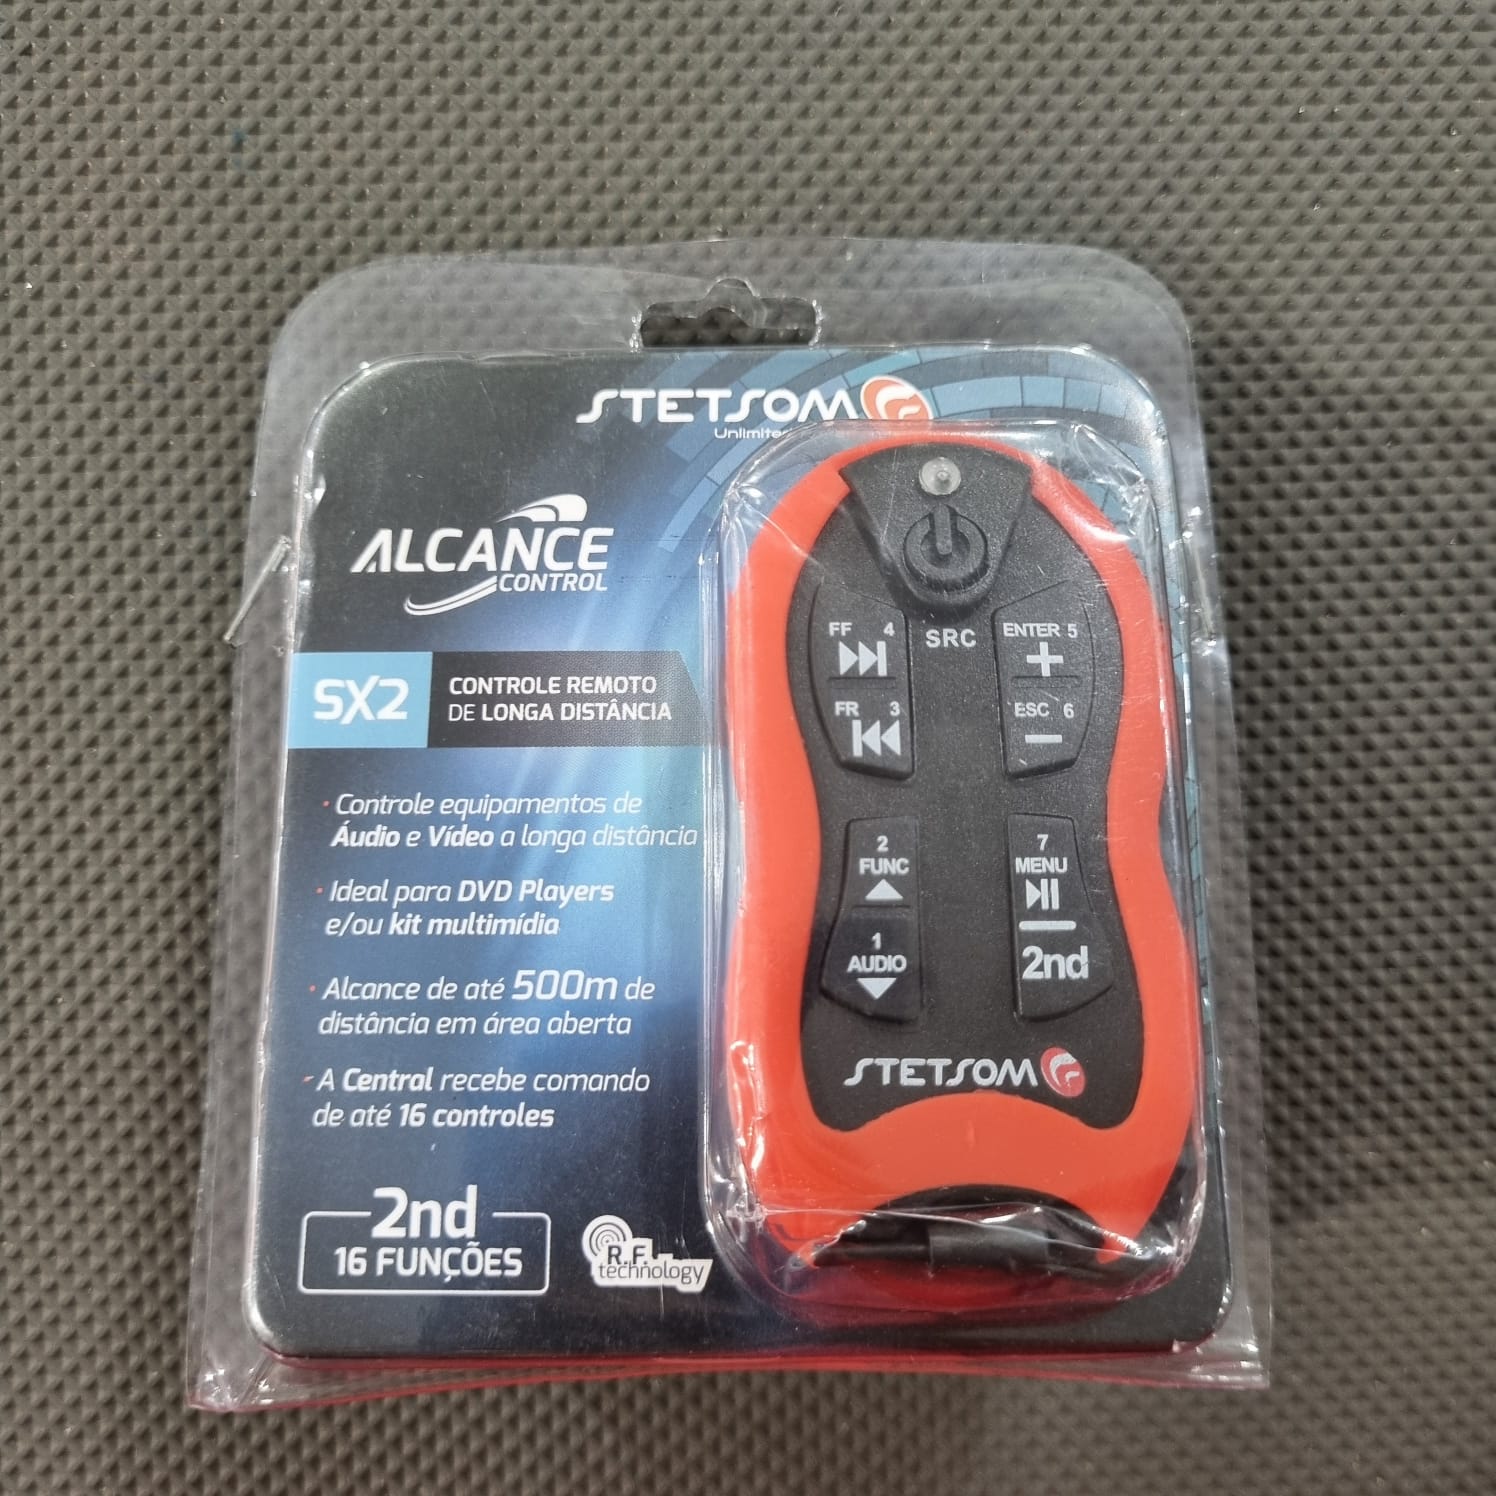 STETSOM
ALCANCE
CONTROL
SX2
CONTROLE REMOTO
DE LONGA DISTÂNCIA
• Controle equipamentos de
Áudio e Vídeo a longa distância
• Ideal para DVD Players
e/ou kit multimídia
• Alcance de até 500m de
distância em área aberta
• A Central recebe comando
de até 16 controles
2nd
16 FUNÇÕES
R.F.
technology
SRC
FF 4
FR 3
ENTER 5
+
ESC 6
−
2
FUNC
1
AUDIO
7
MENU
2nd
STETSOM